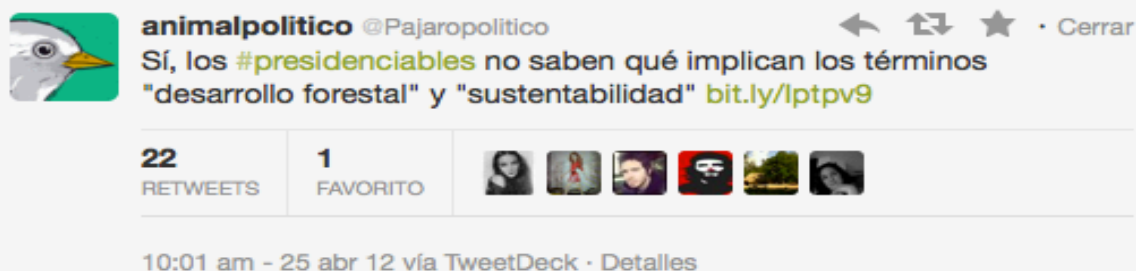 animalpolitico @Pajaropolitico · Cerrar
Sí, los #presidenciables no saben qué implican los términos
"desarrollo forestal" y "sustentabilidad" bit.ly/Iptpv9
22 1
RETWEETS FAVORITO
10:01 am - 25 abr 12 vía TweetDeck · Detalles